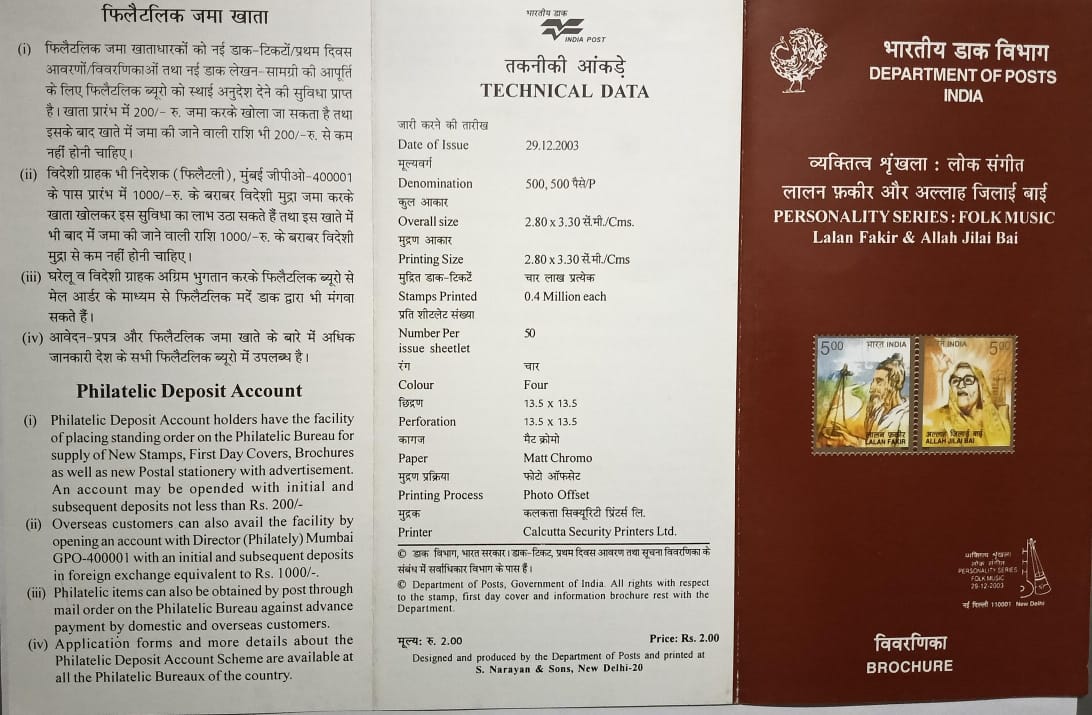 फिलैटलिक जमा खाता
(i) फिलैटलिक जमा खाताधारकों को नई डाक-टिकटों/प्रथम दिवस
आवरणों/विवरणिकाओं तथा नई डाक लेखन-सामग्री की आपूर्ति
के लिए फिलैटलिक ब्यूरो को स्थाई अनुदेश देने की सुविधा प्राप्त
है। खाता प्रारंभ में 200/- रु. जमा करके खोला जा सकता है तथा
इसके बाद खाते में जमा की जाने वाली राशि भी 200/-रु. से कम
नहीं होनी चाहिए।
(ii) विदेशी ग्राहक भी निदेशक (फिलैटली), मुंबई जीपीओ-400001
के पास प्रारंभ में 1000/-रु. के बराबर विदेशी मुद्रा जमा करके
खाता खोलकर इस सुविधा का लाभ उठा सकते हैं तथा इस खाते में
भी बाद में जमा की जाने वाली राशि 1000/-रु. के बराबर विदेशी
मुद्रा से कम नहीं होनी चाहिए।
(iii) घरेलू व विदेशी ग्राहक अग्रिम भुगतान करके फिलैटलिक ब्यूरो से
मेल आर्डर के माध्यम से फिलैटलिक मदें डाक द्वारा भी मंगवा
सकते हैं।
(iv) आवेदन-प्रपत्र और फिलैटलिक जमा खाते के बारे में अधिक
जानकारी देश के सभी फिलैटलिक ब्यूरो में उपलब्ध है।
Philatelic Deposit Account
(i) Philatelic Deposit Account holders have the facility
of placing standing order on the Philatelic Bureau for
supply of New Stamps, First Day Covers, Brochures
as well as new Postal stationery with advertisement.
An account may be opended with initial and
subsequent deposits not less than Rs. 200/-
(ii) Overseas customers can also avail the facility by
opening an account with Director (Philately) Mumbai
GPO-400001 with an initial and subsequent deposits
in foreign exchange equivalent to Rs. 1000/-.
(iii) Philatelic items can also be obtained by post through
mail order on the Philatelic Bureau against advance
payment by domestic and overseas customers.
(iv) Application forms and more details about the
Philatelic Deposit Account Scheme are available at
all the Philatelic Bureaux of the country.
भारतीय डाक
INDIA POST
तकनीकी आंकड़े
TECHNICAL DATA
जारी करने की तारीख
Date of Issue 29.12.2003
मूल्यवर्ग
Denomination 500, 500 पैसे/P
कुल आकार
Overall size 2.80 x 3.30 सें.मी./Cms.
मुद्रण आकार
Printing Size 2.80 x 3.30 सें.मी./Cms
मुद्रित डाक-टिकटें चार लाख प्रत्येक
Stamps Printed 0.4 Million each
प्रति शीटलेट संख्या
Number Per 50
issue sheetlet
रंग चार
Colour Four
छिद्रण 13.5 x 13.5
Perforation 13.5 x 13.5
कागज मैट क्रोमो
Paper Matt Chromo
मुद्रण प्रक्रिया फोटो ऑफसेट
Printing Process Photo Offset
मुद्रक कलकत्ता सिक्यूरिटी प्रिंटर्स लि.
Printer Calcutta Security Printers Ltd.
© डाक विभाग, भारत सरकार। डाक-टिकट, प्रथम दिवस आवरण तथा सूचना विवरणिका के
संबंध में सर्वाधिकार विभाग के पास हैं।
© Department of Posts, Government of India. All rights with respect
to the stamp, first day cover and information brochure rest with the
Department.
मूल्य: रु. 2.00 Price: Rs. 2.00
Designed and produced by the Department of Posts and printed at
S. Narayan & Sons, New Delhi-20
भारतीय डाक विभाग
DEPARTMENT OF POSTS
INDIA
व्यक्तित्व शृंखला : लोक संगीत
लालन फ़कीर और अल्लाह जिलाई बाई
PERSONALITY SERIES : FOLK MUSIC
Lalan Fakir & Allah Jilai Bai
500 भारत INDIA
लालन फ़कीर
LALAN FAKIR
INDIA 500
अल्लाह जिलाई बाई
ALLAH JILAI BAI
व्यक्तित्व शृंखला
लोक संगीत
PERSONALITY SERIES
FOLK MUSIC
29-12-2003
नई दिल्ली 110001 New Delhi
विवरणिका
BROCHURE